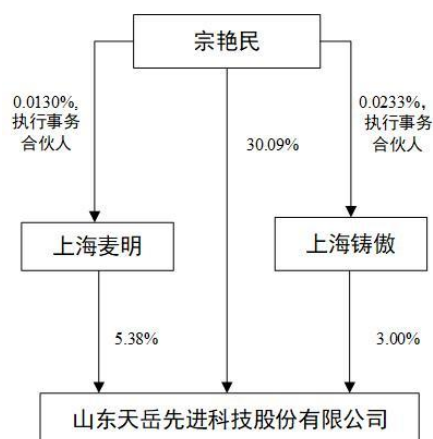 宗艳民
0.0130%,
执行事务
合伙人
30.09%
0.0233%，
执行事务
合伙人
上海麦明
上海铸傲
5.38%
3.00%
山东天岳先进科技股份有限公司